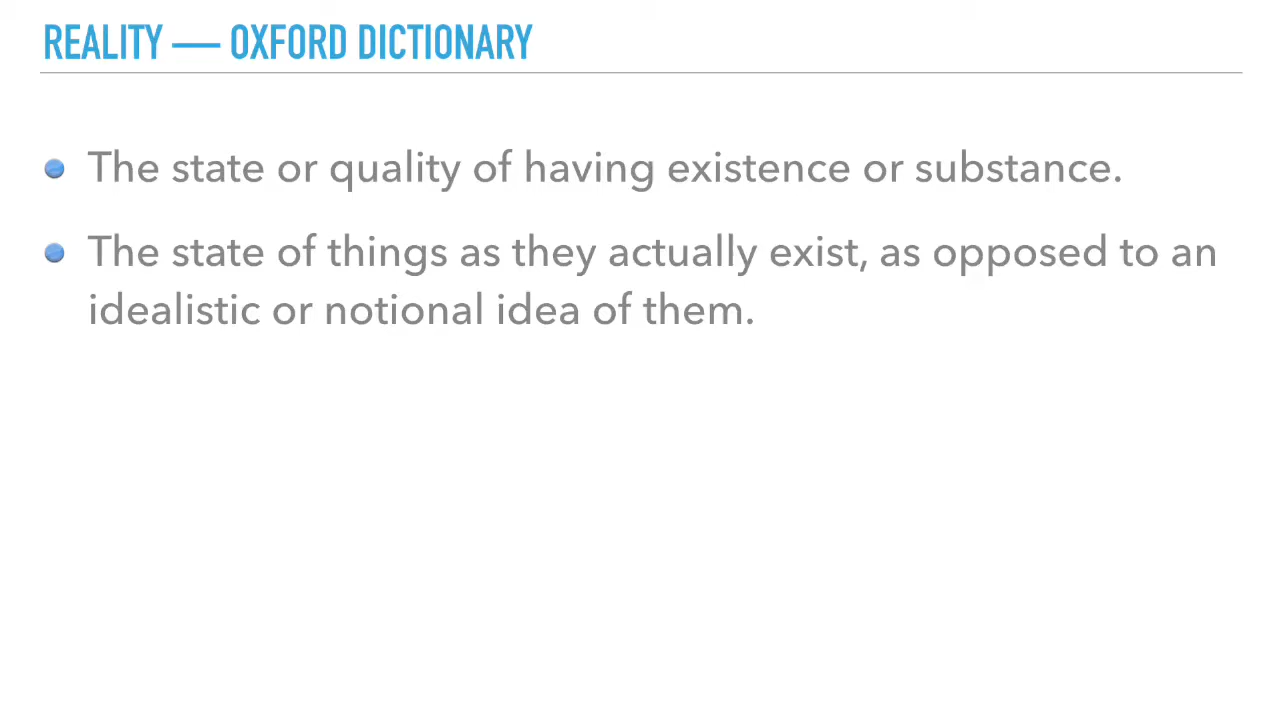 REALITY — OXFORD DICTIONARY
The state or quality of having existence or substance.
The state of things as they actually exist, as opposed to an
idealistic or notional idea of them.